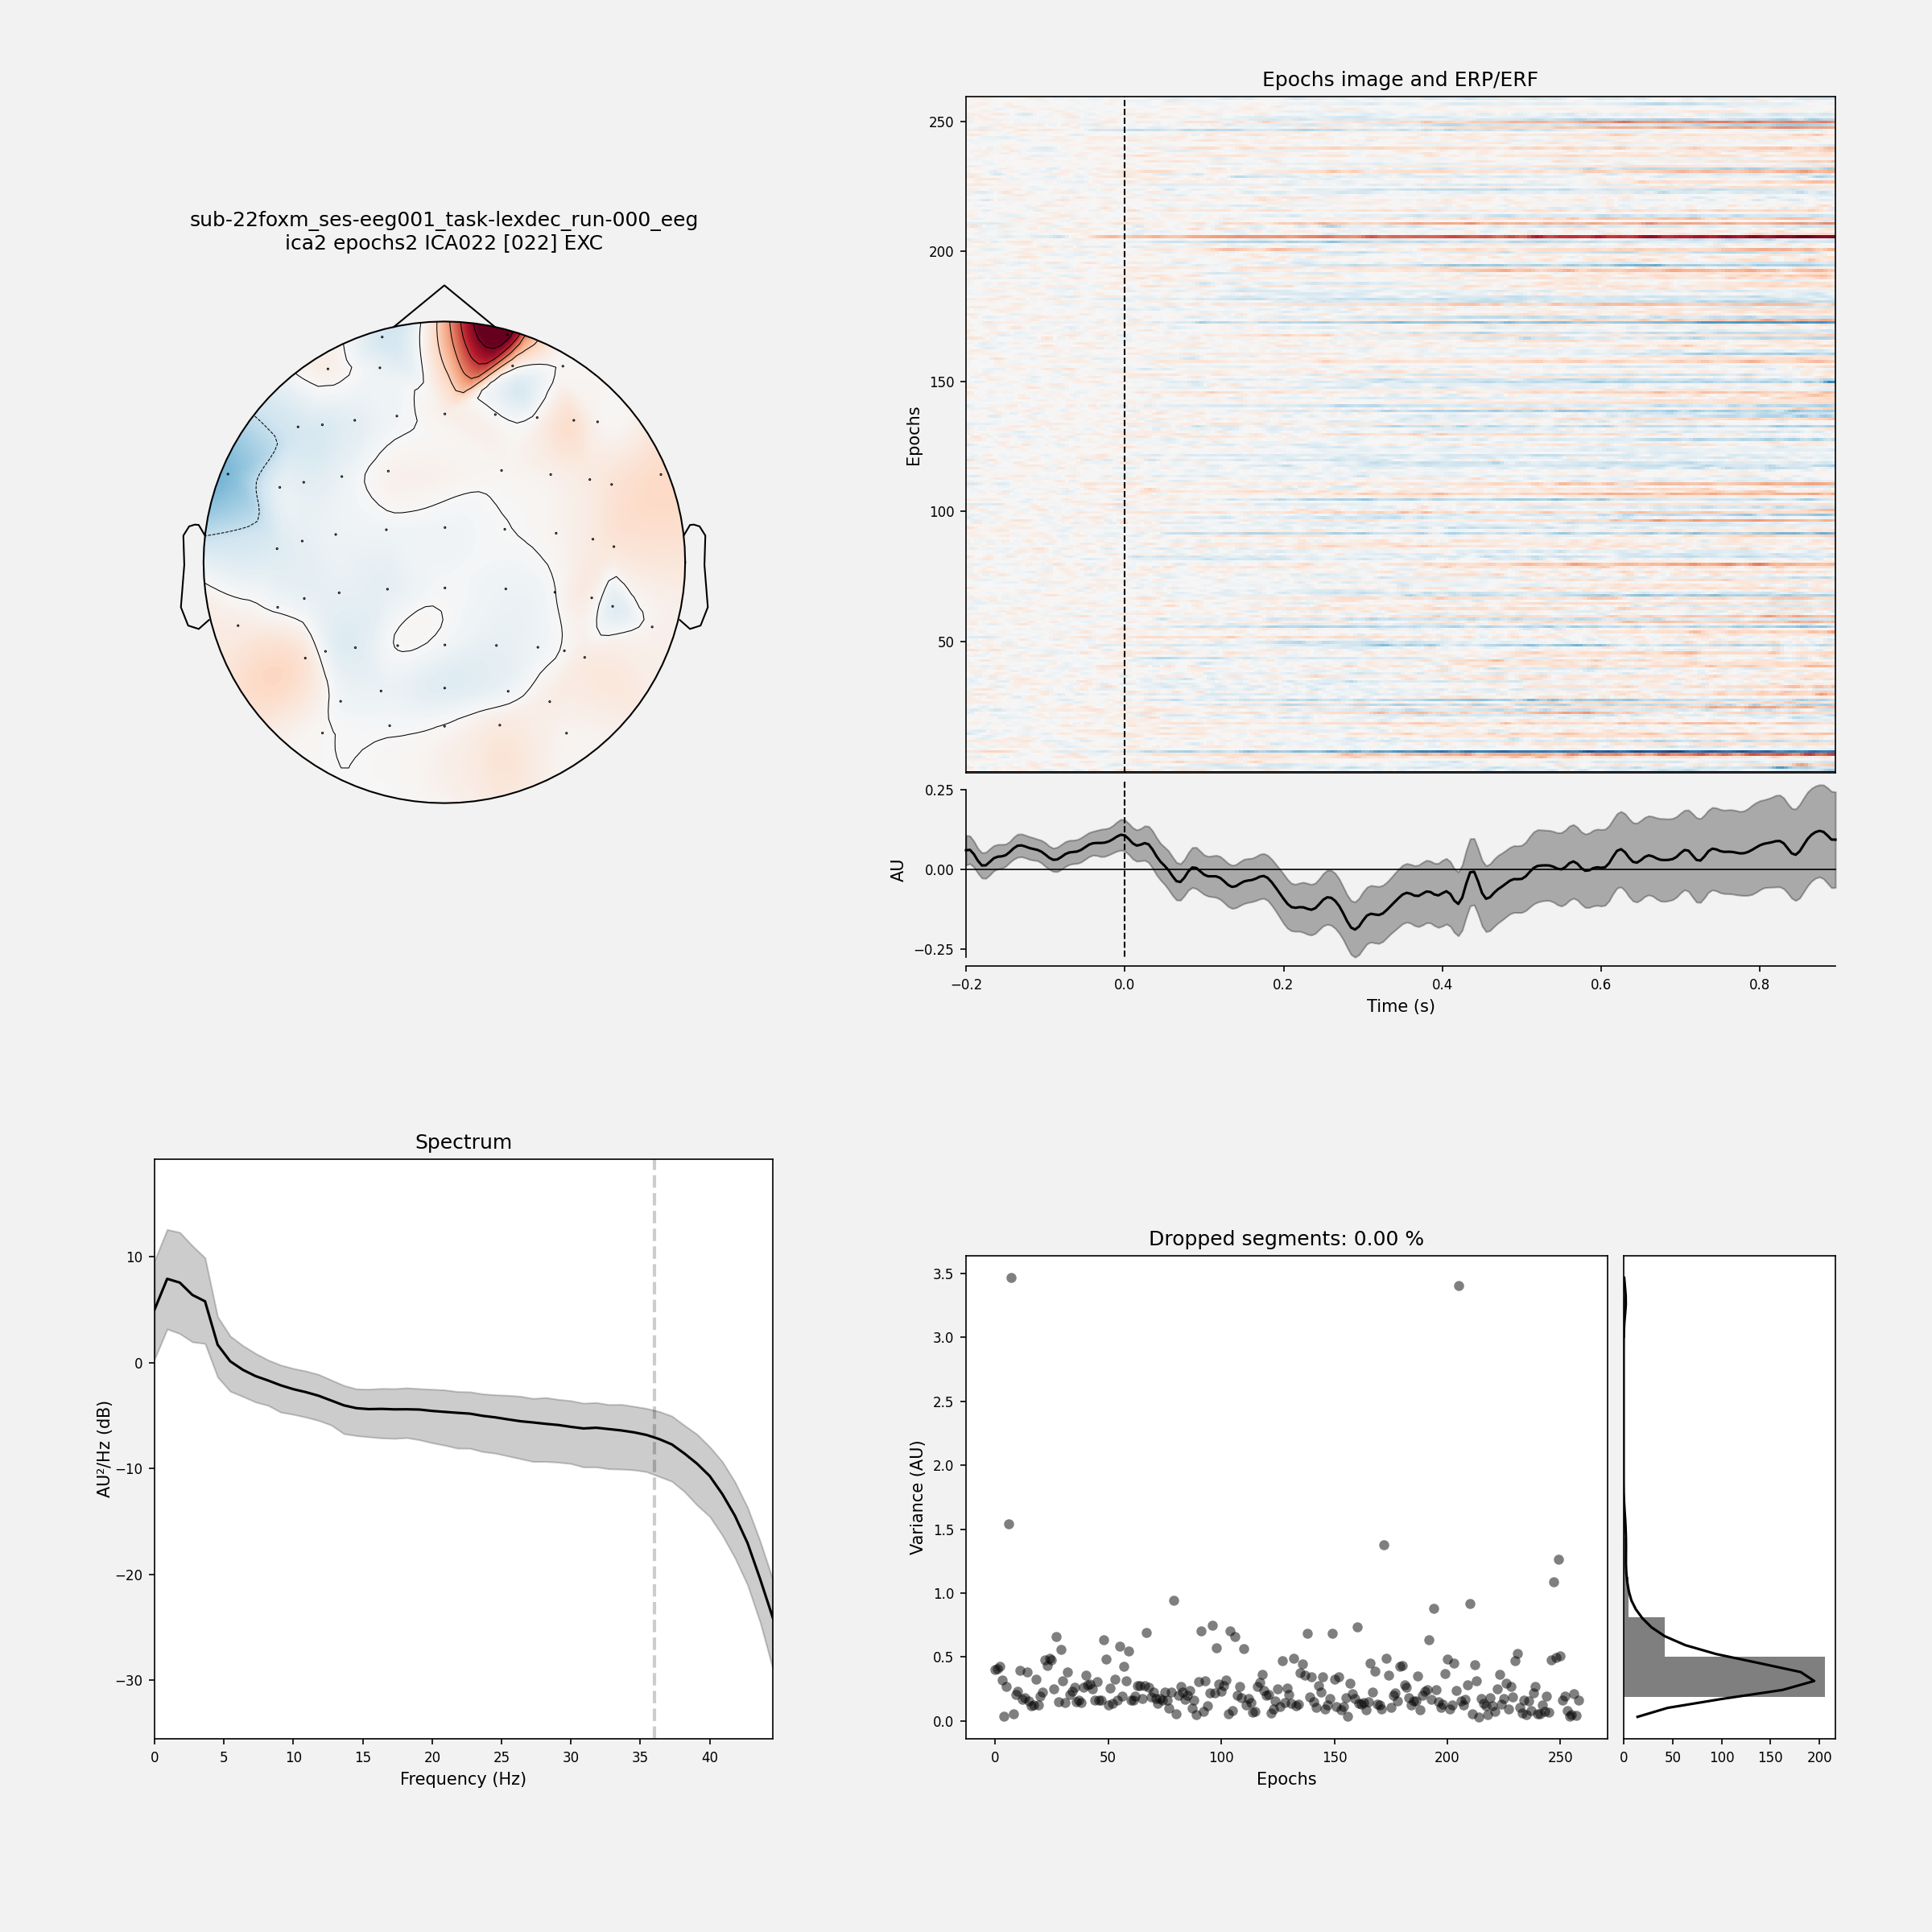 sub-22foxm_ses-eeg001_task-lexdec_run-000_eeg
ica2 epochs2 ICA022 [022] EXC
Epochs image and ERP/ERF
250
200
150
100
50
Epochs
0.25
0.00
−0.25
AU
−0.2 0.0 0.2 0.4 0.6 0.8
Time (s)
Spectrum
10
0
−10
−20
−30
AU²/Hz (dB)
0 5 10 15 20 25 30 35 40
Frequency (Hz)
Dropped segments: 0.00 %
3.5
3.0
2.5
2.0
1.5
1.0
0.5
0.0
Variance (AU)
0 50 100 150 200 250
Epochs
0 50 100 150 200